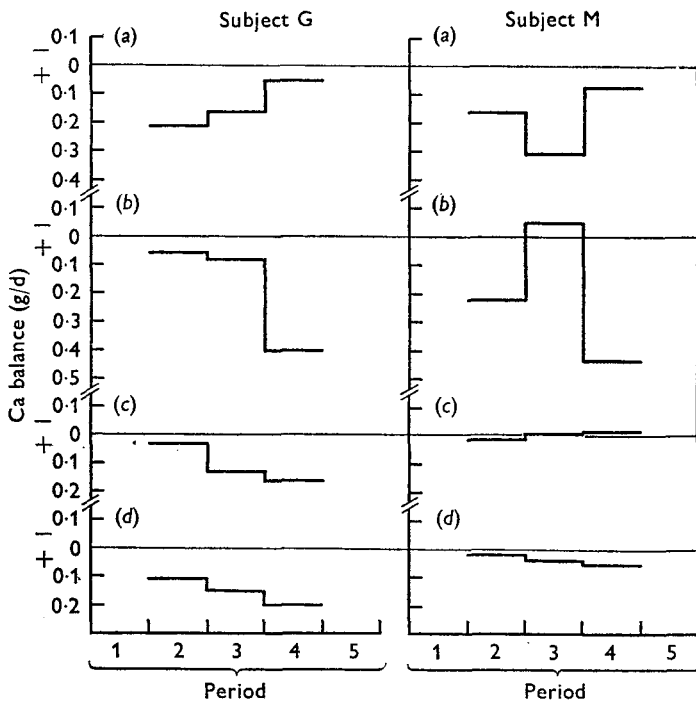 Subject G
Subject M
(a)
0·1
0
0·1
0·2
0·3
0·4
+ −
(b)
0·1
0
0·1
0·2
0·3
0·4
0·5
+ −
(c)
0·1
0
0·1
0·2
+ −
(d)
0·1
0
0·1
0·2
+ −
Ca balance (g/d)
(a)
(b)
(c)
(d)
1 2 3 4 5
Period
1 2 3 4 5
Period